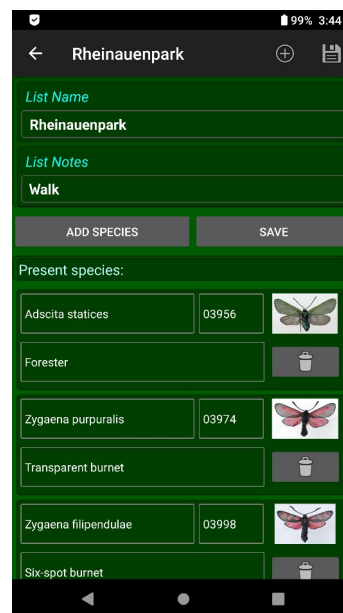 99% 3:44
Rheinauenpark
List Name
Rheinauenpark
List Notes
Walk
ADD SPECIES SAVE
Present species:
Adscita statices 03956
Forester
Zygaena purpuralis 03974
Transparent burnet
Zygaena filipendulae 03998
Six-spot burnet